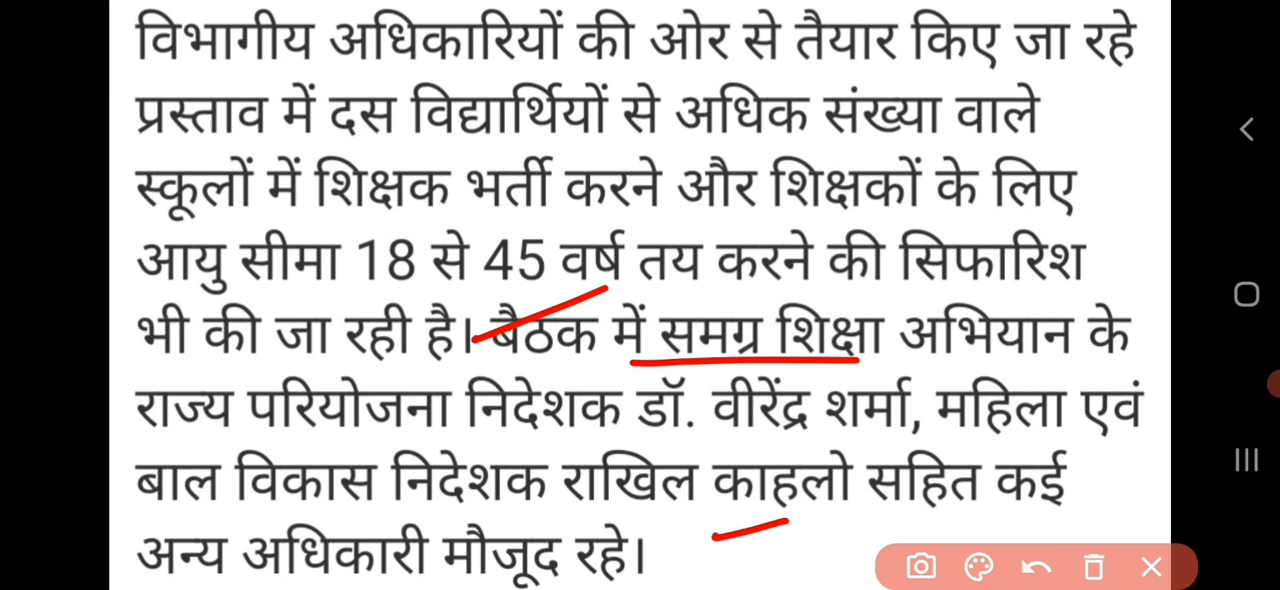 विभागीय अधिकारियों की ओर से तैयार किए जा रहे
प्रस्ताव में दस विद्यार्थियों से अधिक संख्या वाले
स्कूलों में शिक्षक भर्ती करने और शिक्षकों के लिए
आयु सीमा 18 से 45 वर्ष तय करने की सिफारिश
भी की जा रही है। बैठक में समग्र शिक्षा अभियान के
राज्य परियोजना निदेशक डॉ. वीरेंद्र शर्मा, महिला एवं
बाल विकास निदेशक राखिल काहलो सहित कई
अन्य अधिकारी मौजूद रहे।